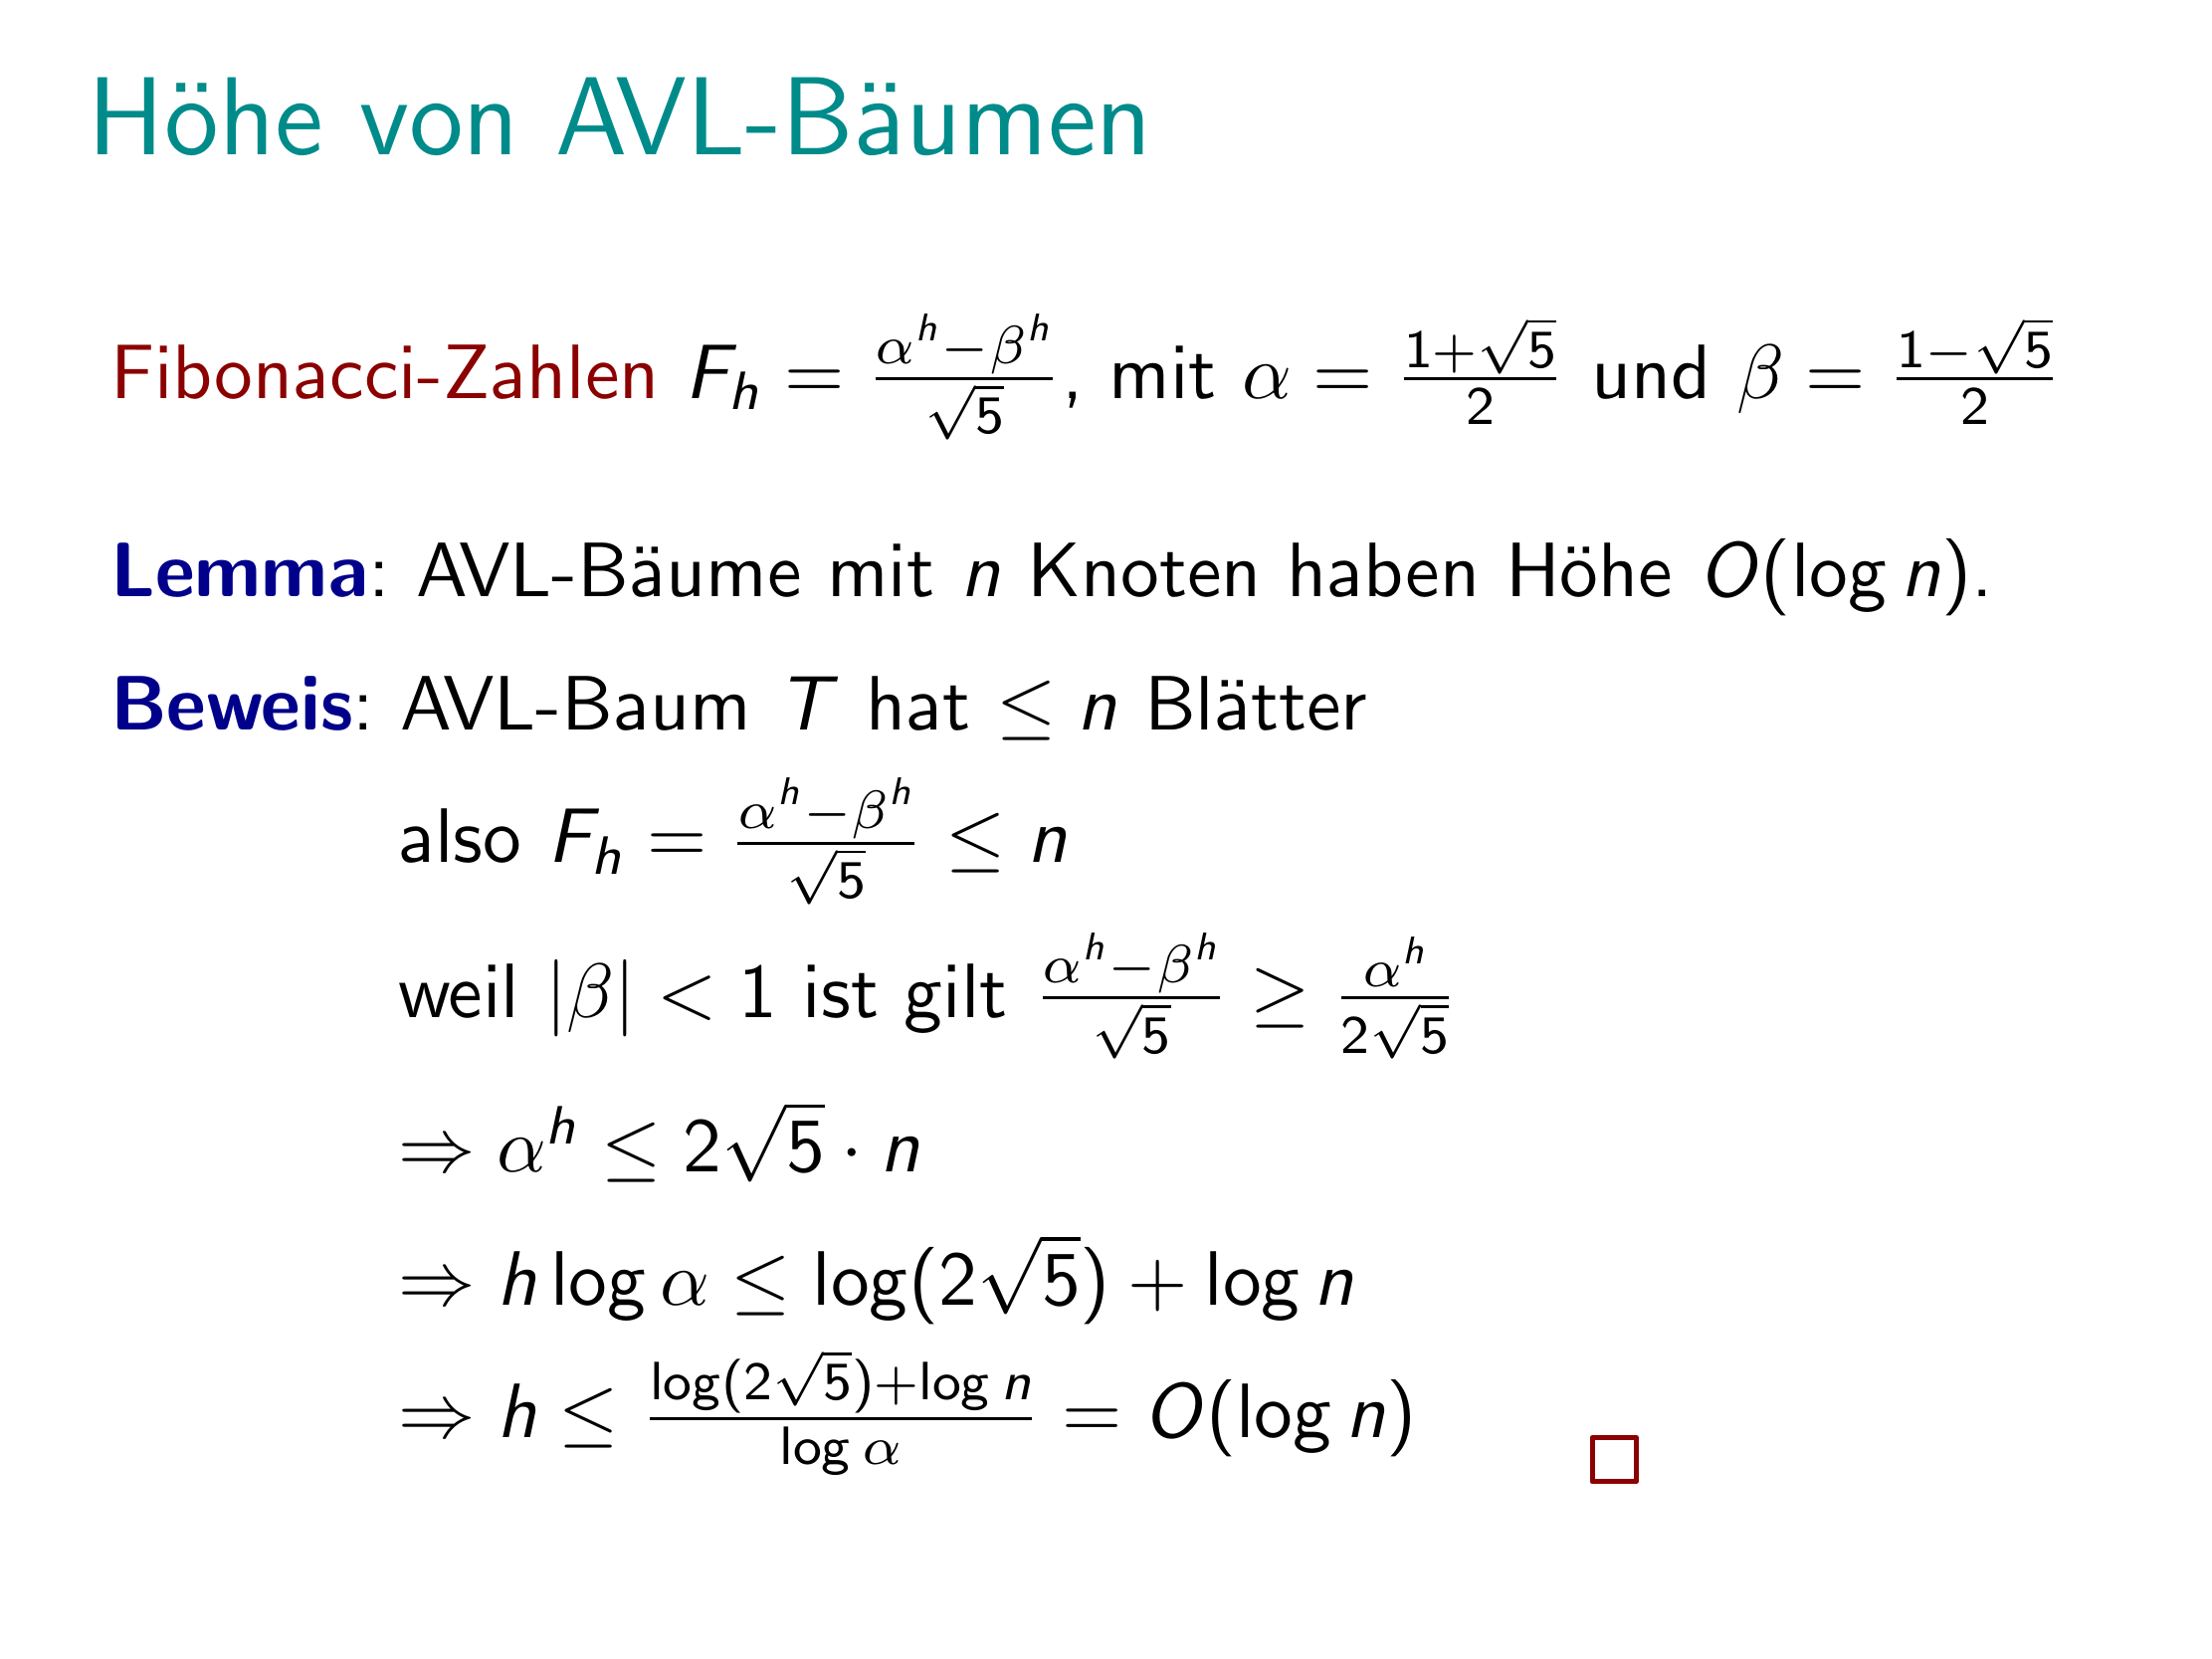 Höhe von AVL-Bäumen
Fibonacci-Zahlen $F_h = \frac{\alpha^h - \beta^h}{\sqrt{5}}$, mit $\alpha = \frac{1+\sqrt{5}}{2}$ und $\beta = \frac{1-\sqrt{5}}{2}$
Lemma: AVL-Bäume mit $n$ Knoten haben Höhe $O(\log n)$.
Beweis: AVL-Baum $T$ hat $\leq n$ Blätter
also $F_h = \frac{\alpha^h - \beta^h}{\sqrt{5}} \leq n$
weil $|\beta| < 1$ ist gilt $\frac{\alpha^h - \beta^h}{\sqrt{5}} \geq \frac{\alpha^h}{2\sqrt{5}}$
$\Rightarrow \alpha^h \leq 2\sqrt{5} \cdot n$
$\Rightarrow h \log \alpha \leq \log(2\sqrt{5}) + \log n$
$\Rightarrow h \leq \frac{\log(2\sqrt{5}) + \log n}{\log \alpha} = O(\log n)$ □